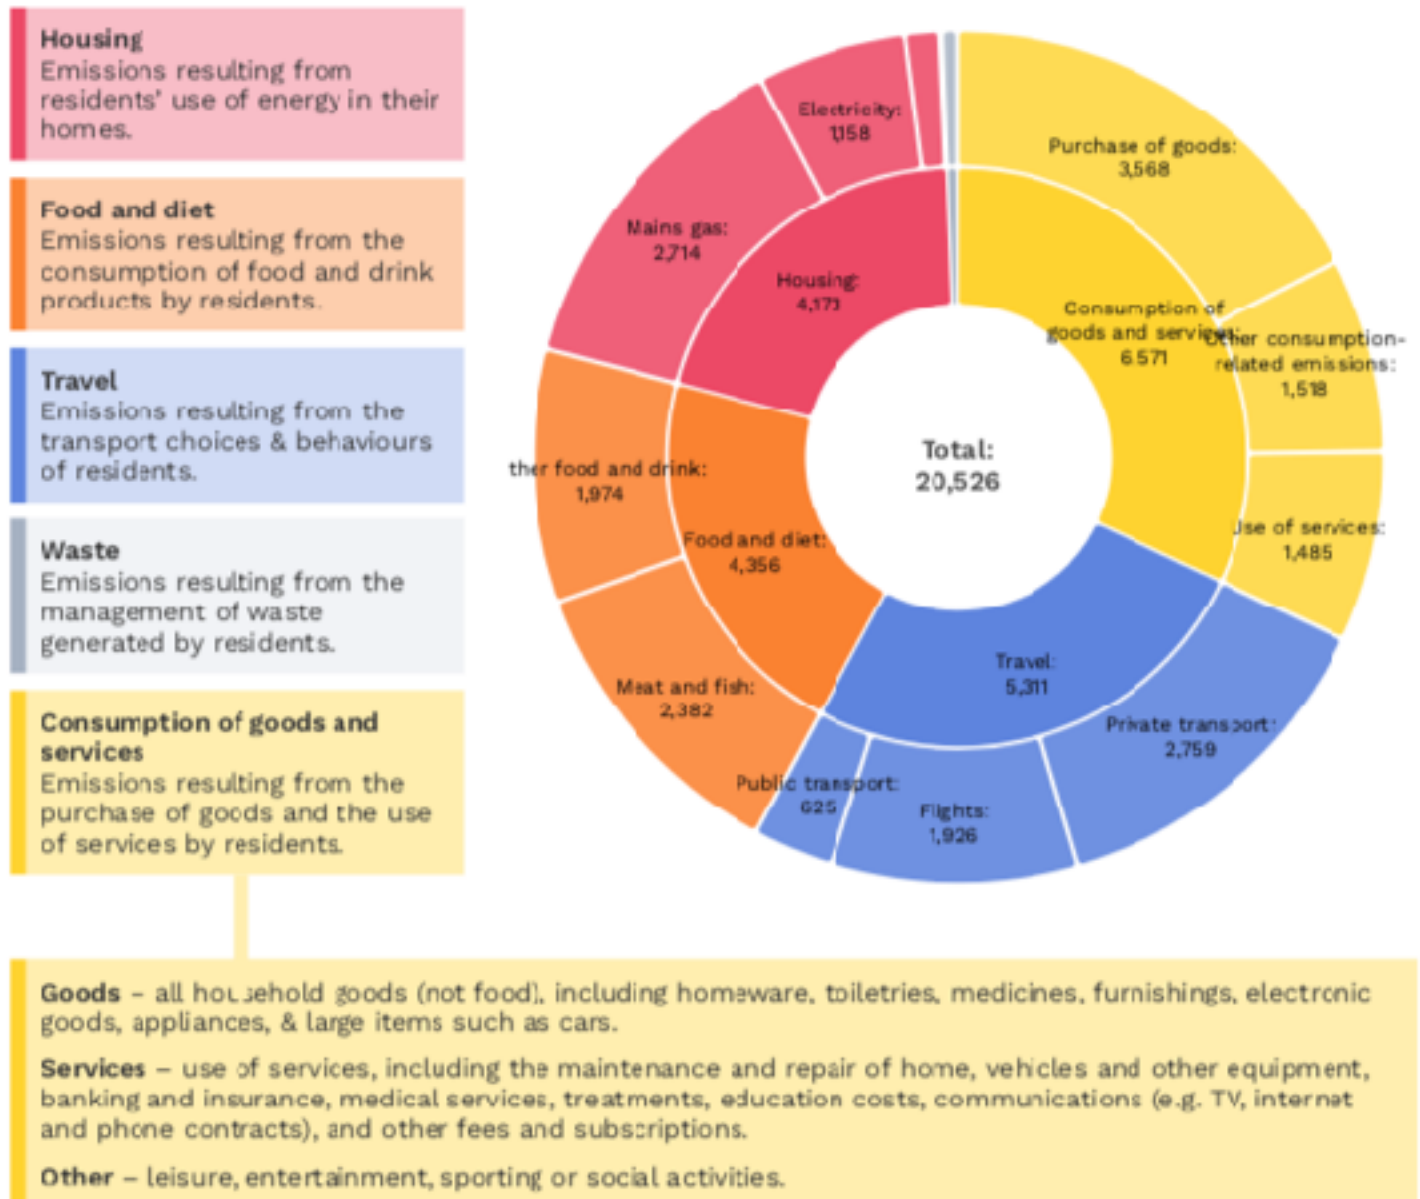 Housing
Emissions resulting from
residents' use of energy in their
homes.
Food and diet
Emissions resulting from the
consumption of food and drink
products by residents.
Travel
Emissions resulting from the
transport choices & behaviours
of residents.
Waste
Emissions resulting from the
management of waste
generated by residents.
Consumption of goods and
services
Emissions resulting from the
purchase of goods and the use
of services by residents.
Electricity:
1,158
Purchase of goods:
3,568
Mains gas:
2,714
Housing:
4,173
Consumption of
goods and services:
6,571
Other consumption-
related emissions:
1,518
Total:
20,526
ther food and drink:
1,974
Food and diet:
4,356
Use of services:
1,485
Meat and fish:
2,382
Travel:
5,311
Private transport:
2,759
Public transport:
625
Flights:
1,926
Goods – all household goods (not food), including homeware, toiletries, medicines, furnishings, electronic
goods, appliances, & large items such as cars.
Services – use of services, including the maintenance and repair of home, vehicles and other equipment,
banking and insurance, medical services, treatments, education costs, communications (e.g. TV, internet
and phone contracts), and other fees and subscriptions.
Other – leisure, entertainment, sporting or social activities.